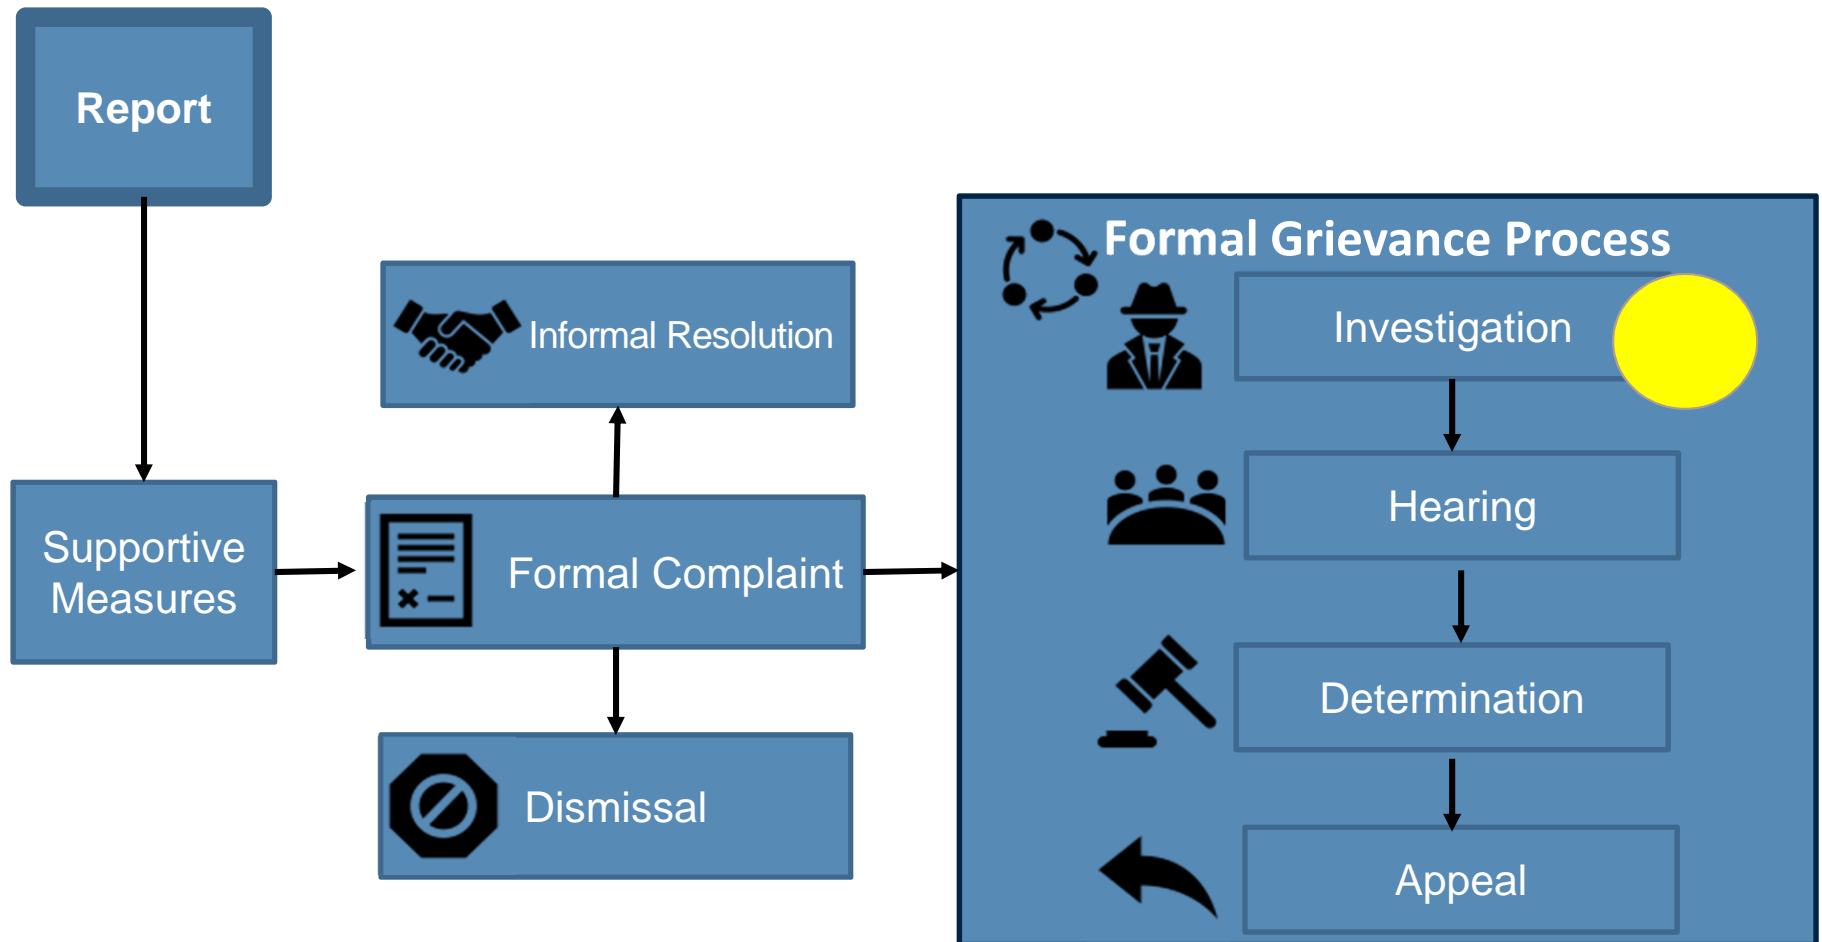 Report
Supportive
Measures
Informal Resolution
Formal Complaint
Dismissal
Formal Grievance Process
Investigation
Hearing
Determination
Appeal